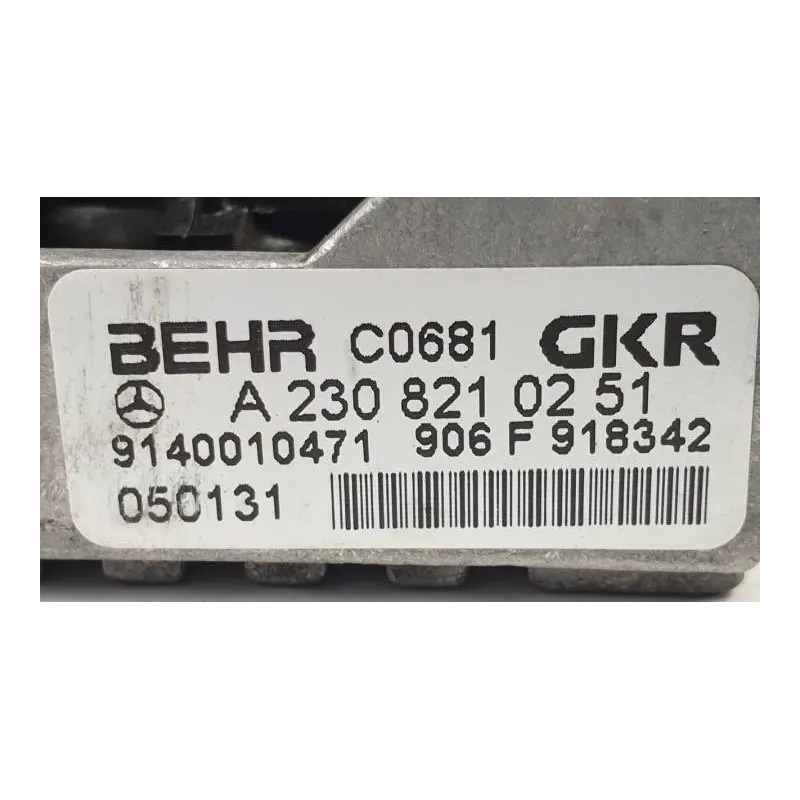 BEHR C0681 GKR
A 230 821 02 51
9140010471 906 F 918342
050131